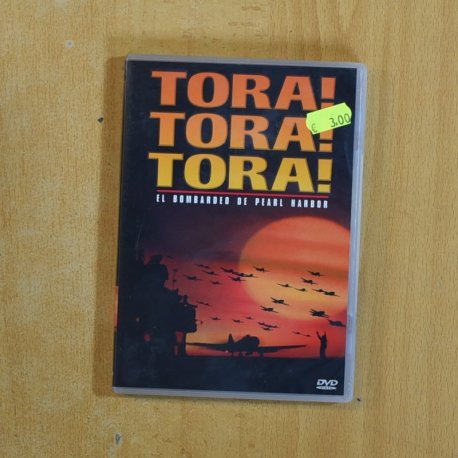 TORA!
TORA!
€ 3,00
TORA!
EL BOMBARDEO DE PEARL HARBOR
DVD